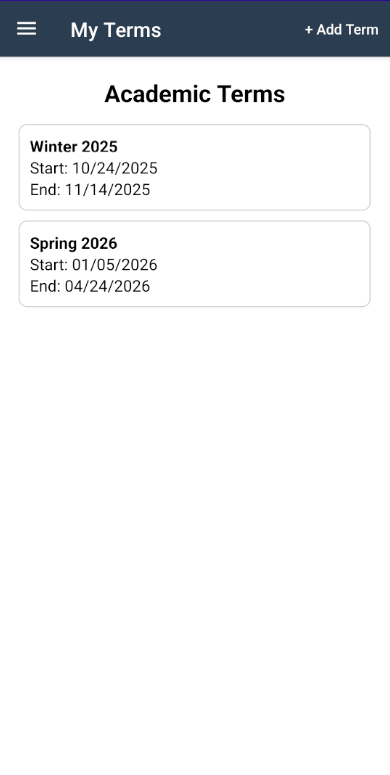 My Terms
+ Add Term
Academic Terms
Winter 2025
Start: 10/24/2025
End: 11/14/2025
Spring 2026
Start: 01/05/2026
End: 04/24/2026